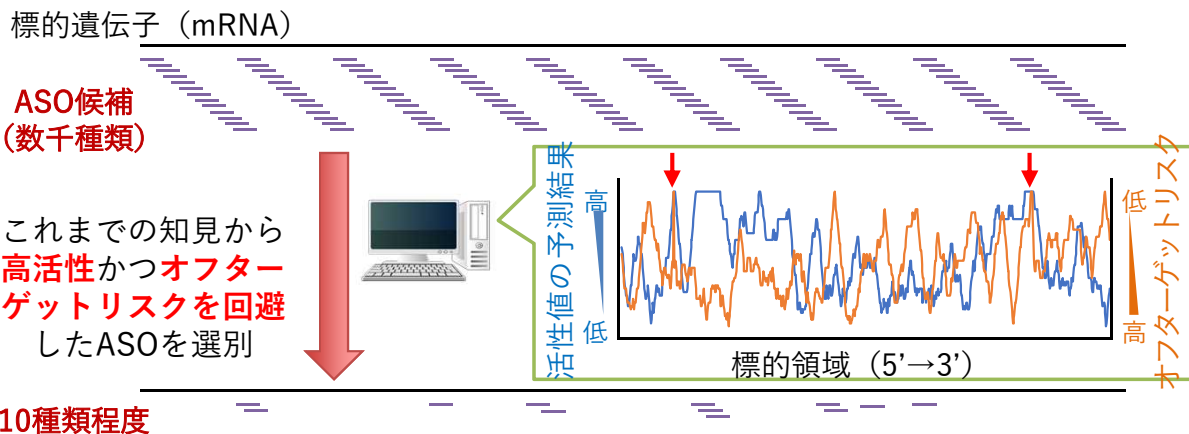 標的遺伝子（mRNA）
ASO候補
（数千種類）
これまでの知見から
高活性かつオフター
ゲットリスクを回避
したASOを選別
10種類程度
活性値の予測結果
高
低
標的領域（5’→3’）
低
高
オフターゲットリスク